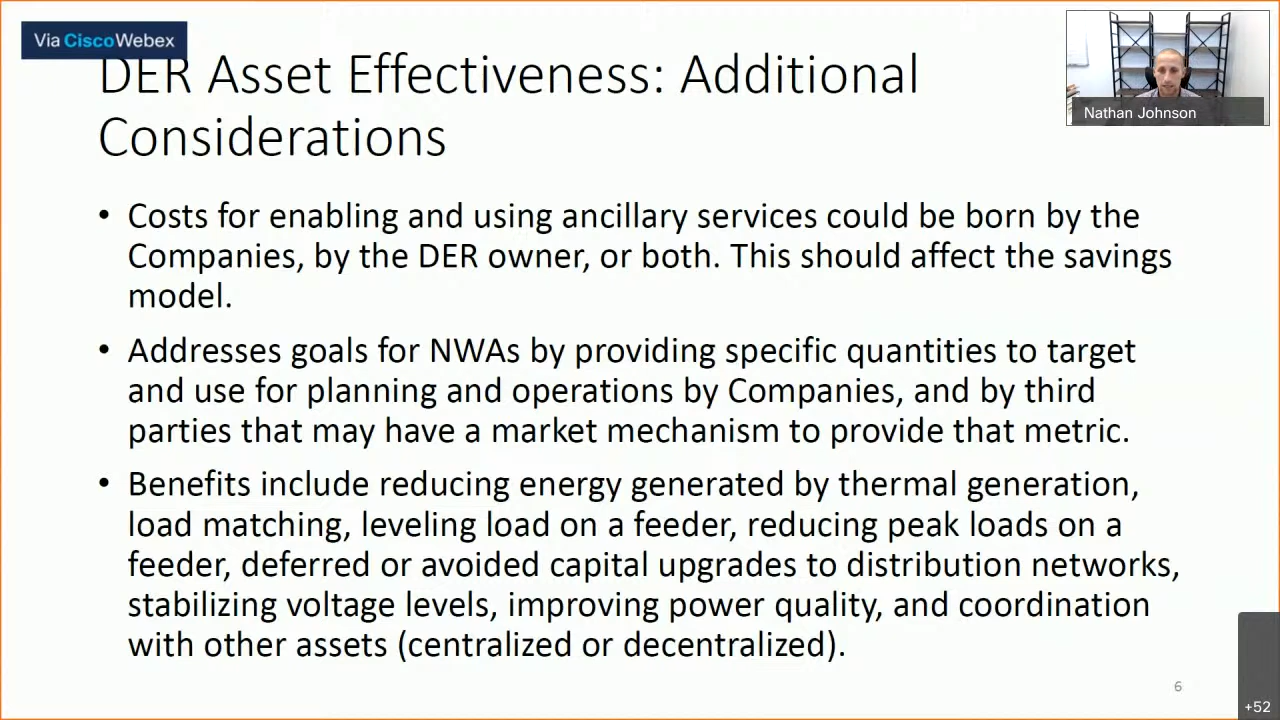 Via CiscoWebex
DER Asset Effectiveness: Additional
Considerations
Nathan Johnson
• Costs for enabling and using ancillary services could be born by the
Companies, by the DER owner, or both. This should affect the savings
model.
• Addresses goals for NWAs by providing specific quantities to target
and use for planning and operations by Companies, and by third
parties that may have a market mechanism to provide that metric.
• Benefits include reducing energy generated by thermal generation,
load matching, leveling load on a feeder, reducing peak loads on a
feeder, deferred or avoided capital upgrades to distribution networks,
stabilizing voltage levels, improving power quality, and coordination
with other assets (centralized or decentralized).
6
+52